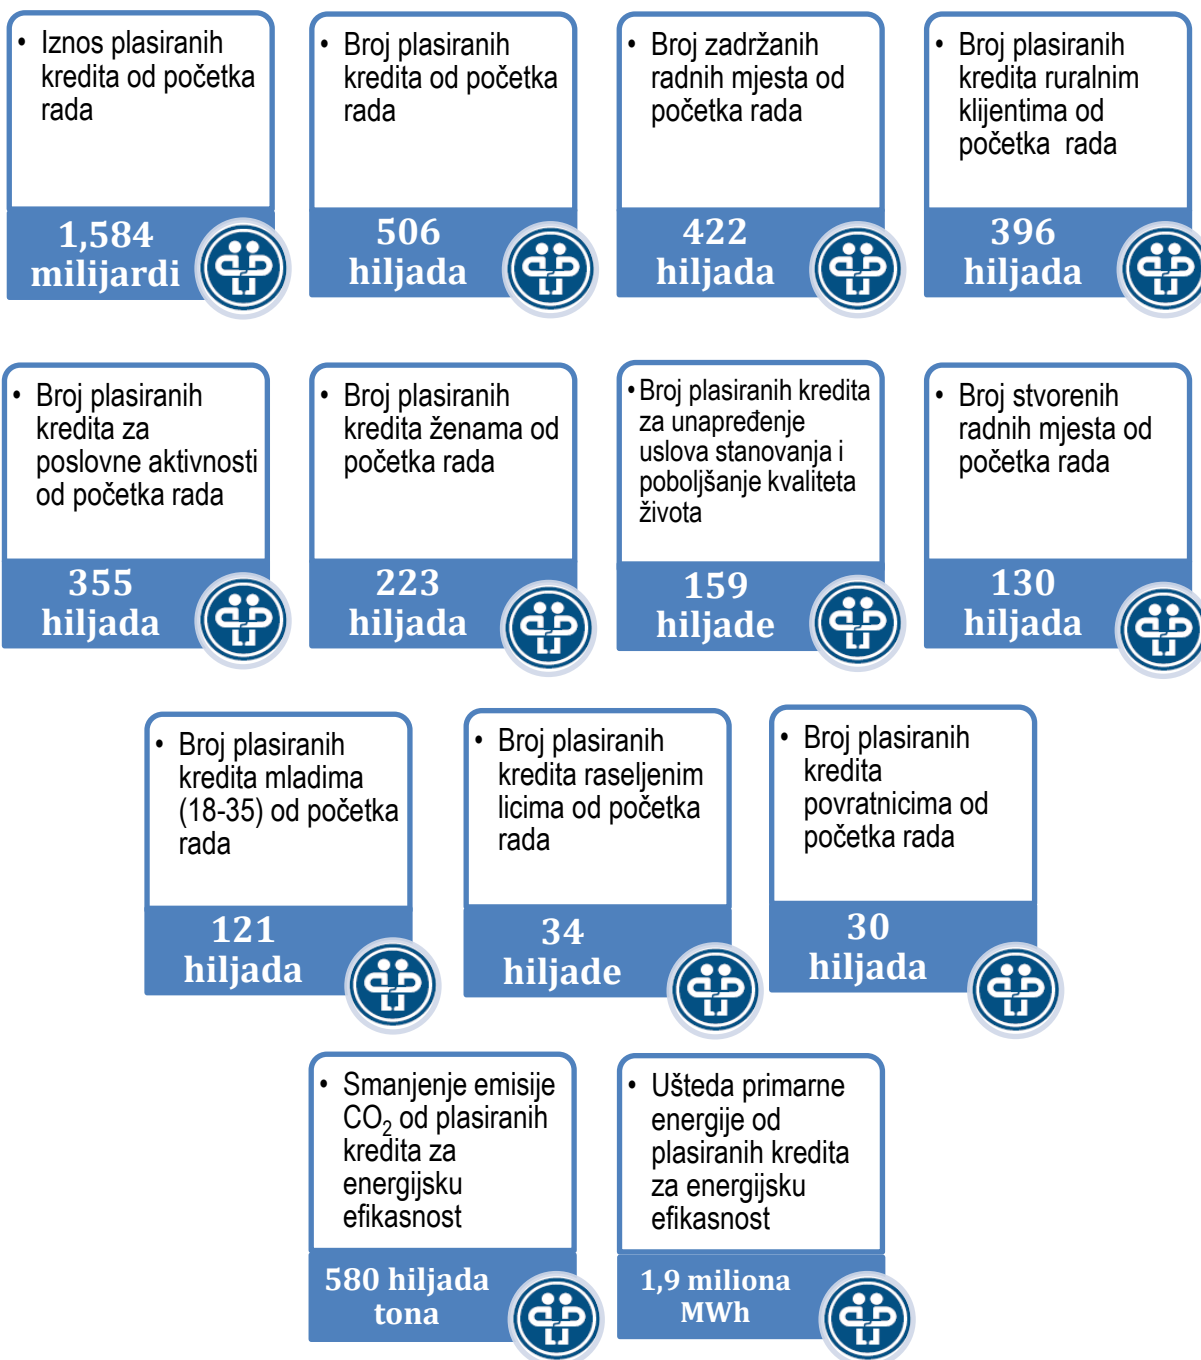 • Iznos plasiranih
kredita od početka
rada
1,584
milijardi
• Broj plasiranih
kredita od početka
rada
506
hiljada
• Broj zadržanih
radnih mjesta od
početka rada
422
hiljada
• Broj plasiranih
kredita ruralnim
klijentima od
početka rada
396
hiljada
• Broj plasiranih
kredita za
poslovne aktivnosti
od početka rada
355
hiljada
• Broj plasiranih
kredita ženama od
početka rada
223
hiljada
• Broj plasiranih kredita
za unapređenje
uslova stanovanja i
poboljšanje kvaliteta
života
159
hiljade
• Broj stvorenih
radnih mjesta od
početka rada
130
hiljada
• Broj plasiranih
kredita mladima
(18-35) od početka
rada
121
hiljada
• Broj plasiranih
kredita raseljenim
licima od početka
rada
34
hiljade
• Broj plasiranih
kredita
povratnicima od
početka rada
30
hiljada
• Smanjenje emisije
CO₂ od plasiranih
kredita za
energijsku
efikasnost
580 hiljada
tona
• Ušteda primarne
energije od
plasiranih kredita
za energijsku
efikasnost
1,9 miliona
MWh